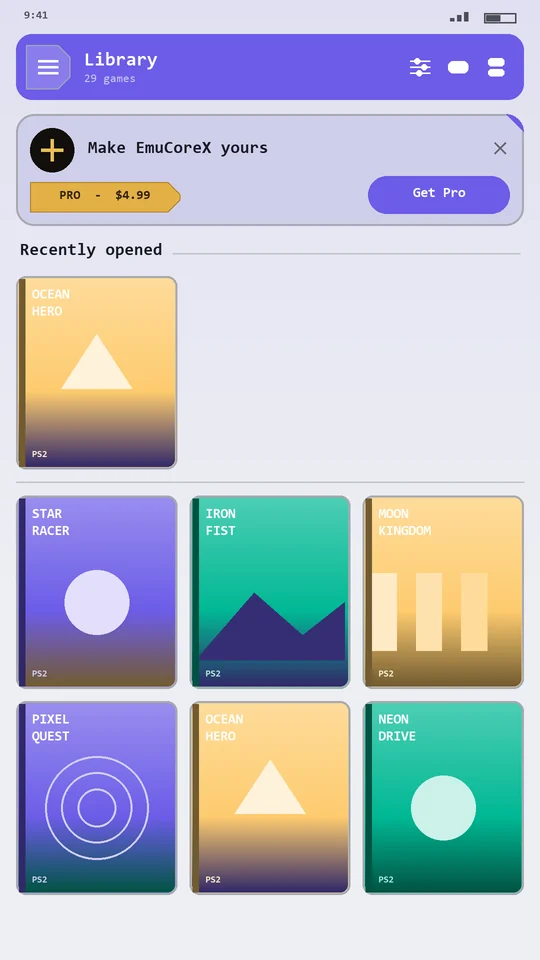 9:41
Library
29 games
Make EmuCoreX yours
PRO - $4.99
Get Pro
Recently opened
OCEAN
HERO
PS2
STAR
RACER
PS2
IRON
FIST
PS2
MOON
KINGDOM
PS2
PIXEL
QUEST
PS2
OCEAN
HERO
PS2
NEON
DRIVE
PS2